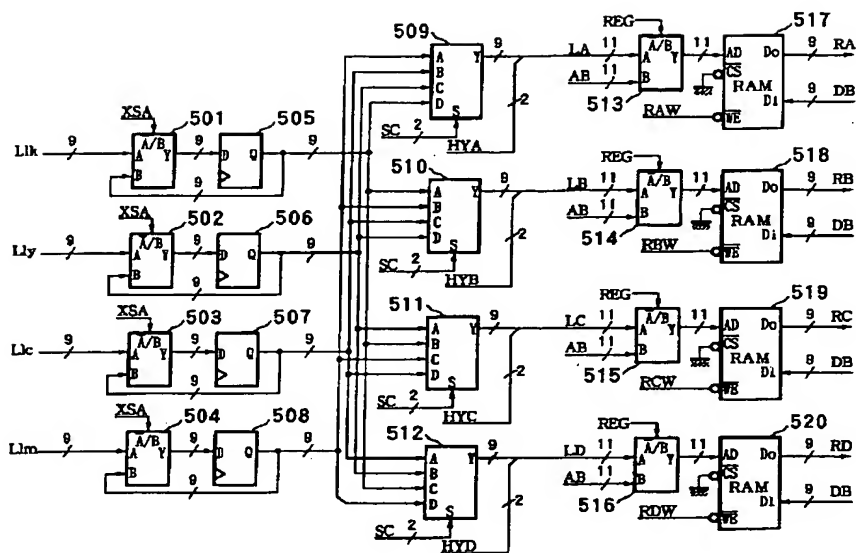 509
A
B
C
D
Y
S
9
SC 2
HYA
2
LA 11
AB 11
REG
A/B
A
B
Y
513
11
RAW
517
AD
Do
CS
RAM
Di
WE
9 RA
9 DB
XSA
501
A/B
A
B
Y
9
505
D Q
9
9
Llk 9
510
A
B
C
D
Y
S
9
SC 2
HYB
2
LB 11
AB 11
REG
A/B
A
B
Y
514
11
RBW
518
AD
Do
CS
RAM
Di
WE
9 RB
9 DB
XSA
502
A/B
A
B
Y
9
506
D Q
9
9
Lly 9
511
A
B
C
D
Y
S
9
SC 2
HYC
2
LC 11
AB 11
REG
A/B
A
B
Y
515
11
RCW
519
AD
Do
CS
RAM
Di
WE
9 RC
9 DB
XSA
503
A/B
A
B
Y
9
507
D Q
9
9
Llc 9
512
A
B
C
D
Y
S
9
SC 2
HYD
2
LD 11
AB 11
REG
A/B
A
B
Y
516
11
RDW
520
AD
Do
CS
RAM
Di
WE
9 RD
9 DB
XSA
504
A/B
A
B
Y
9
508
D Q
9
9
Llm 9